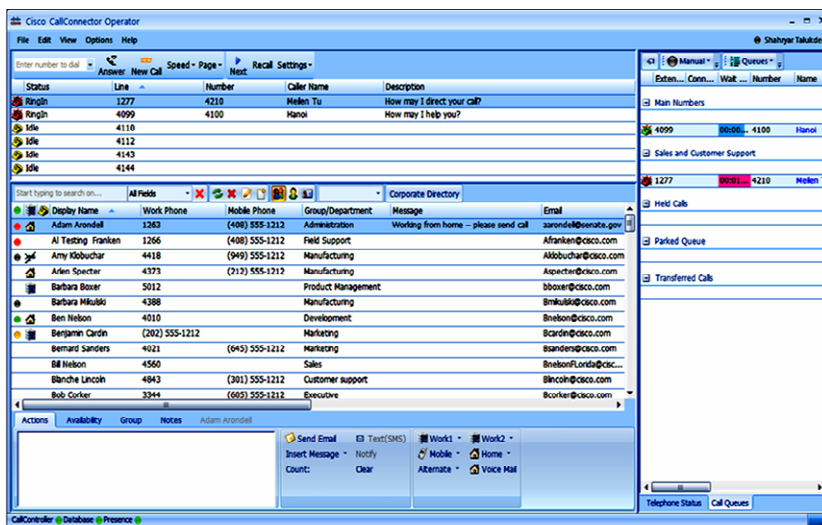 Cisco CallConnector Operator
File Edit View Options Help
Shahryar Talukde
Enter number to dial Answer New Call Speed Page Next Recall Settings
Status Line Number Caller Name Description
RingIn 1277 4210 Meilen Tu How may I direct your call?
RingIn 4099 4100 Hanoi How may I help you?
Idle 4110
Idle 4112
Idle 4143
Idle 4144
Start typing to search on... All Fields Corporate Directory
Display Name Work Phone Mobile Phone Group/Department Message Email
Adam Arondell 1263 (408) 555-1212 Administration Working from home -- please send call aarondell@senate.gov
Al Testing Franken 1266 (408) 555-1212 Field Support Afranken@cisco.com
Amy Klobuchar 4418 (949) 555-1212 Manufacturing Aklobuchar@cisco.com
Arlen Specter 4373 (212) 555-1212 Manufacturing Aspecter@cisco.com
Barbara Boxer 5012 Product Management bboxer@cisco.com
Barbara Mikulski 4388 Manufacturing Bmikulski@cisco.com
Ben Nelson 4010 Development Bnelson@cisco.com
Benjamin Cardin (202) 555-1212 Marketing Bcardin@cisco.com
Bernard Sanders 4021 (645) 555-1212 Marketing Bsanders@cisco.com
Bill Nelson 4560 Sales BnelsonFLorida@cisc...
Blanche Lincoln 4843 (301) 555-1212 Customer support Blincoln@cisco.com
Bob Corker 3344 (605) 555-1212 Executive Bcorker@cisco.com
Actions Availability Group Notes Adam Arondell
Send Email Text(SMS) Work1 Work2
Insert Message Notify Mobile Home
Count: Clear Alternate Voice Mail
CallController Database Presence
Manual Queues
Exten... Conn... Wait ... Number Name
Main Numbers
4099 00:00... 4100 Hanoi
Sales and Customer Support
1277 00:01... 4210 Meilen
Held Calls
Parked Queue
Transferred Calls
Telephone Status Call Queues